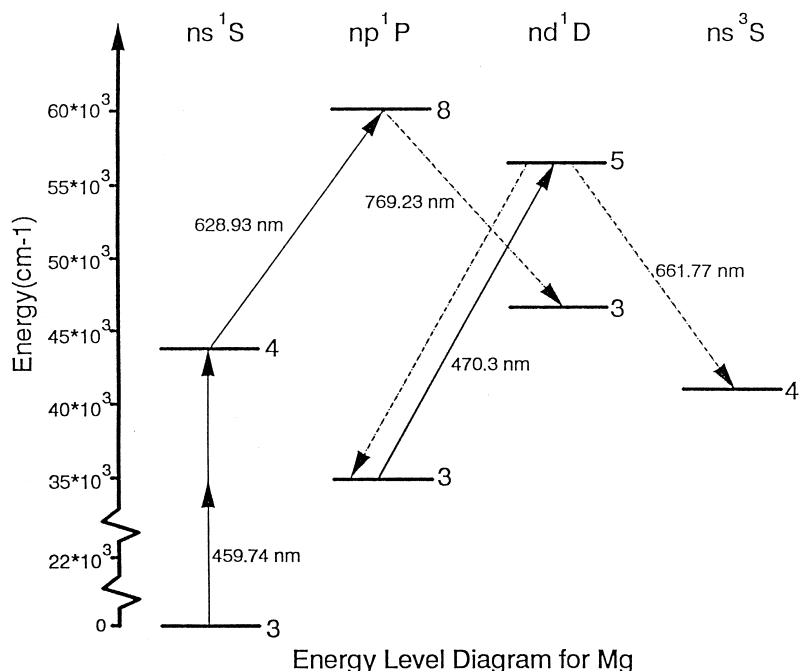 ns¹S np¹P nd¹D ns³S
60*10³
8
5
55*10³
769.23 nm
628.93 nm
50*10³
661.77 nm
Energy(cm-1)
3
45*10³
4
470.3 nm
4
40*10³
35*10³
3
22*10³
459.74 nm
0
3
Energy Level Diagram for Mg